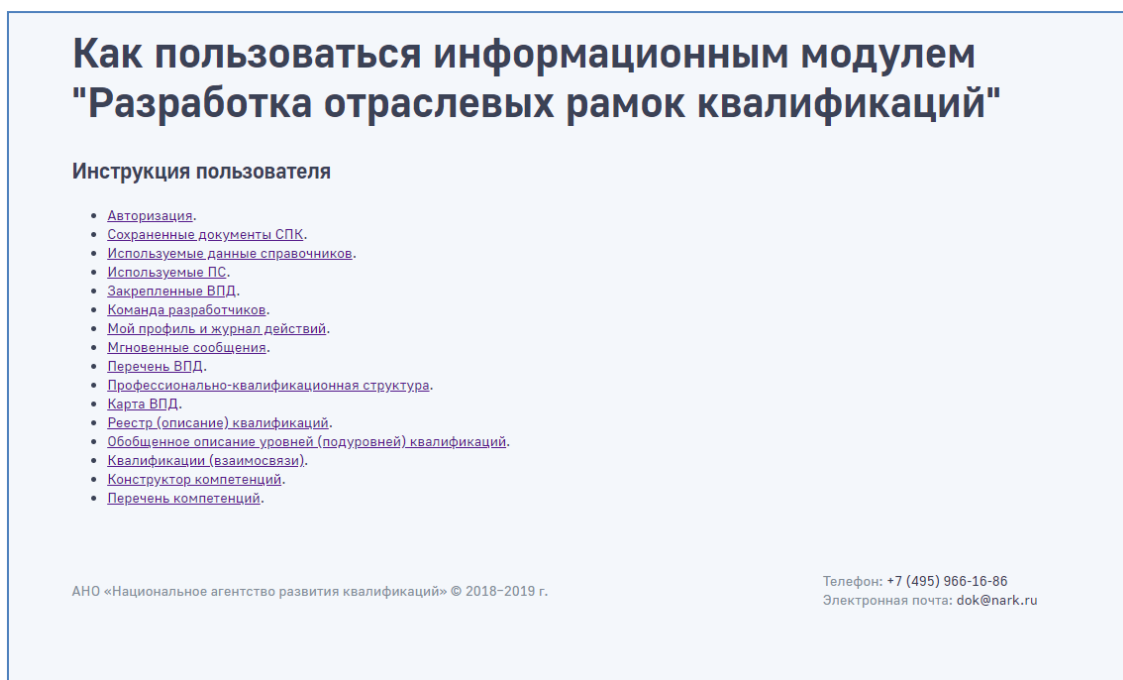 Как пользоваться информационным модулем
"Разработка отраслевых рамок квалификаций"
Инструкция пользователя
• Авторизация.
• Сохраненные документы СПК.
• Используемые данные справочников.
• Используемые ПС.
• Закрепленные ВПД.
• Команда разработчиков.
• Мой профиль и журнал действий.
• Мгновенные сообщения.
• Перечень ВПД.
• Профессионально-квалификационная структура.
• Карта ВПД.
• Реестр (описание) квалификаций.
• Обобщенное описание уровней (подуровней) квалификаций.
• Квалификации (взаимосвязи).
• Конструктор компетенций.
• Перечень компетенций.
АНО «Национальное агентство развития квалификаций» © 2018–2019 г.
Телефон: +7 (495) 966-16-86
Электронная почта: dok@nark.ru